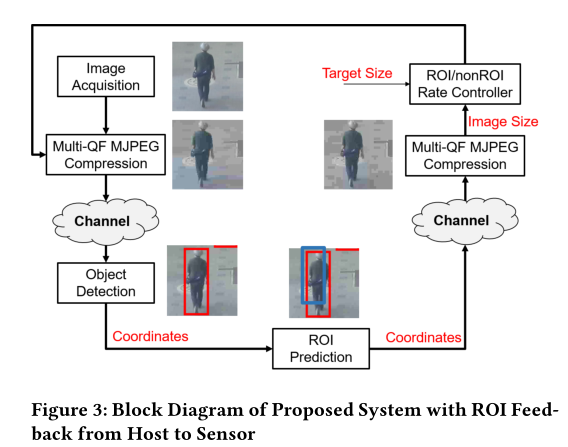 Image
Acquisition
Multi-QF MJPEG
Compression
Channel
Object
Detection
Coordinates
ROI
Prediction
Coordinates
Channel
Multi-QF MJPEG
Compression
Image Size
ROI/nonROI
Rate Controller
Target Size
Figure 3: Block Diagram of Proposed System with ROI Feed-
back from Host to Sensor